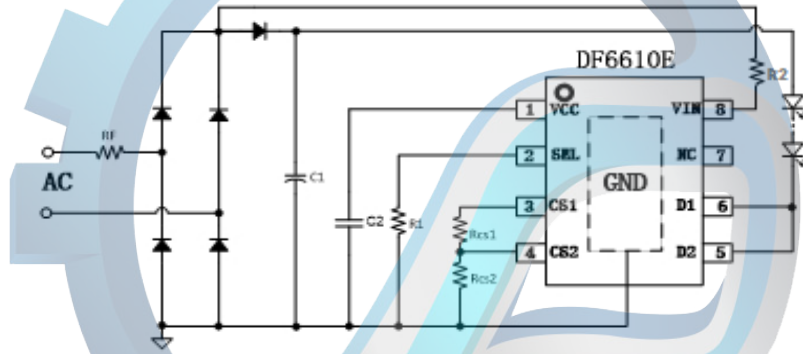 DF6610E
R2
1 VCC VIN 8
RF
2 SEL NC 7
AC
C1
GND
3 CS1 D1 6
C2
R1
Rcs1
4 CS2 D2 5
Rcs2